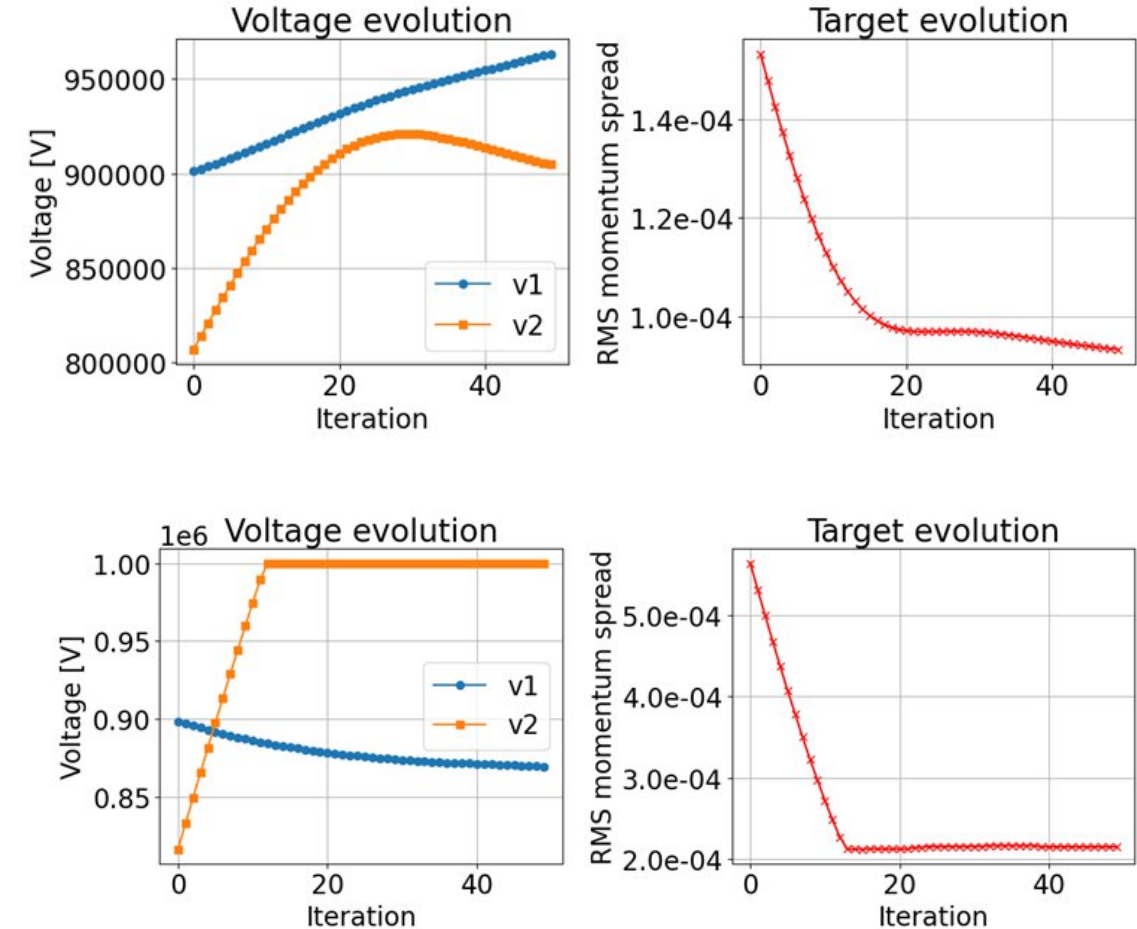 Voltage evolution
Voltage [V]
950000
900000
850000
800000
v1
v2
0
20
40
Iteration
Target evolution
RMS momentum spread
1.4e-04
1.2e-04
1.0e-04
0
20
40
Iteration
1e6
Voltage evolution
Voltage [V]
1.00
0.95
0.90
0.85
v1
v2
0
20
40
Iteration
Target evolution
RMS momentum spread
5.0e-04
4.0e-04
3.0e-04
2.0e-04
0
20
40
Iteration